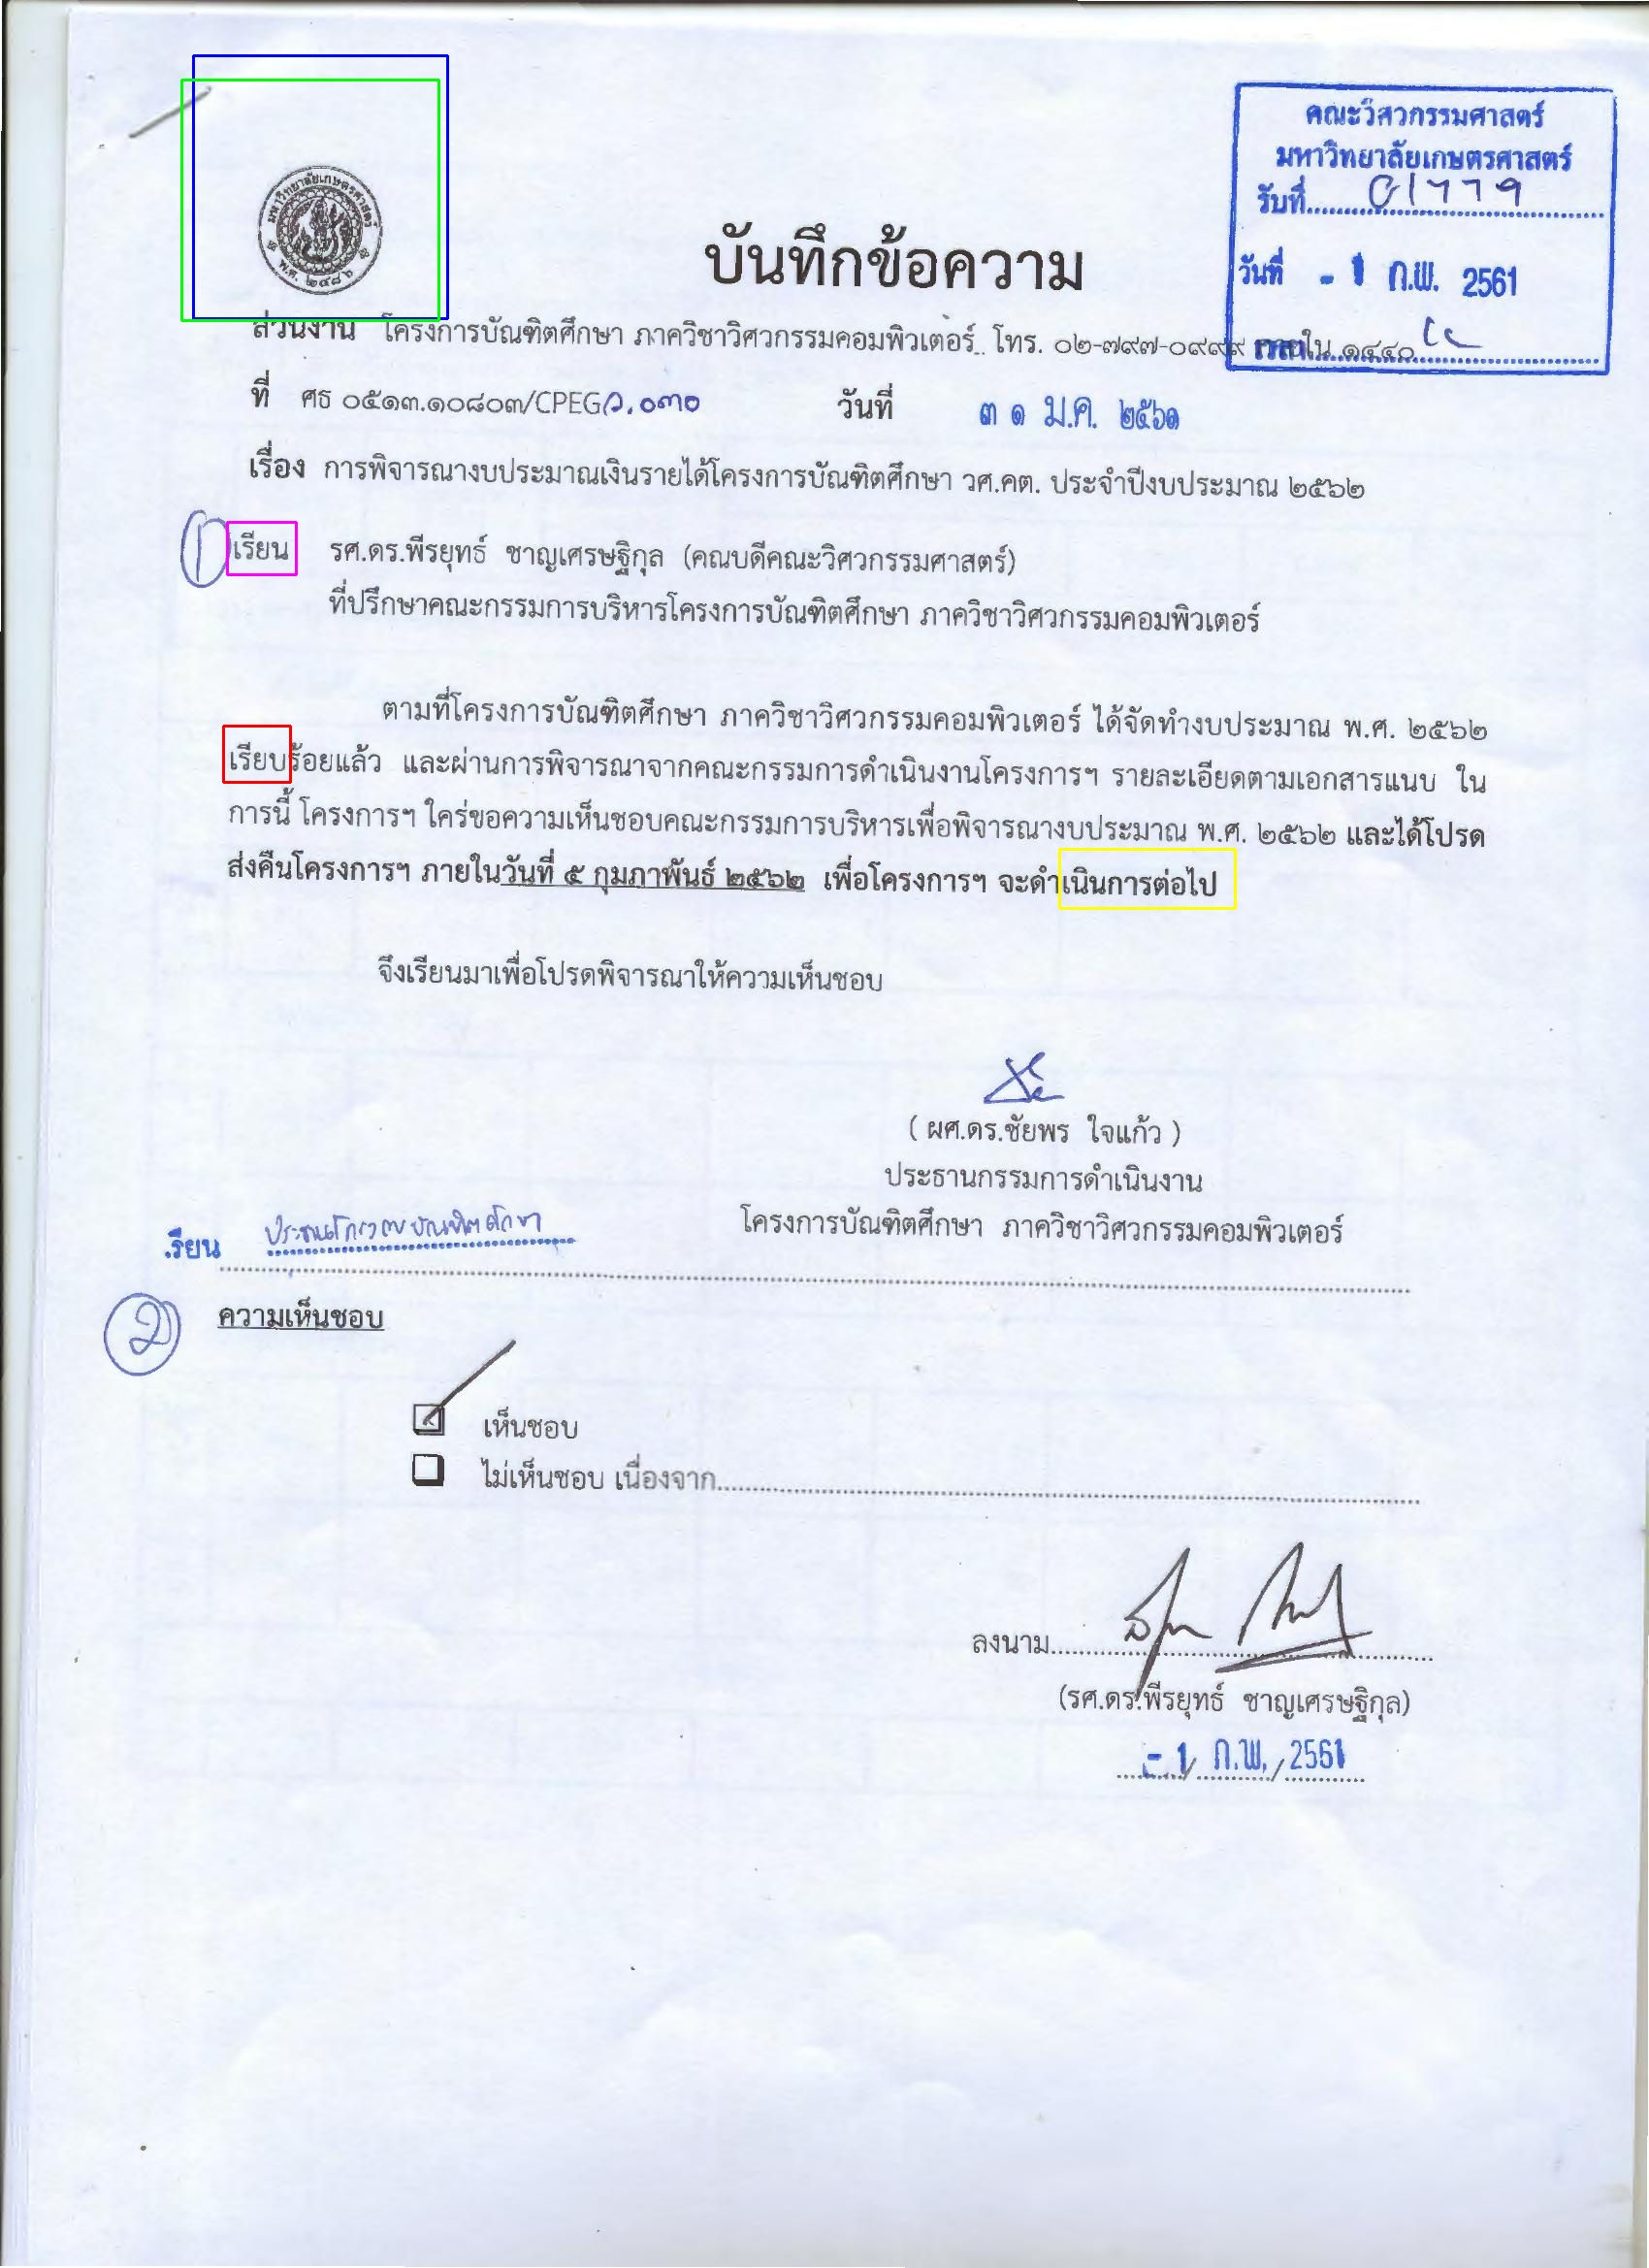 คณะวิศวกรรมศาสตร์
มหาวิทยาลัยเกษตรศาสตร์
รับที่ 01779
วันที่ - 1 ก.พ. 2561
มหาวิทยาลัยเกษตรศาสตร์
พ.ศ. ๒๔๘๖
บันทึกข้อความ
ส่วนงาน โครงการบัณฑิตศึกษา ภาควิชาวิศวกรรมคอมพิวเตอร์ โทร. ๐๒-๗๙๗-๐๙๙๙ ภายใน ๑๔๔๐
ที่ ศธ ๐๕๑๓.๑๐๘๐๓/CPEG ๖.๐๓๐ วันที่ ๓ ๑ ม.ค. ๒๕๖๑
เรื่อง การพิจารณางบประมาณเงินรายได้โครงการบัณฑิตศึกษา วศ.คต. ประจำปีงบประมาณ ๒๕๖๒
1 เรียน รศ.ดร.พีรยุทธ์ ชาญเศรษฐิกุล (คณบดีคณะวิศวกรรมศาสตร์)
ที่ปรึกษาคณะกรรมการบริหารโครงการบัณฑิตศึกษา ภาควิชาวิศวกรรมคอมพิวเตอร์
ตามที่โครงการบัณฑิตศึกษา ภาควิชาวิศวกรรมคอมพิวเตอร์ ได้จัดทำงบประมาณ พ.ศ. ๒๕๖๒
เรียบร้อยแล้ว และผ่านการพิจารณาจากคณะกรรมการดำเนินงานโครงการฯ รายละเอียดตามเอกสารแนบ ใน
การนี้ โครงการฯ ใคร่ขอความเห็นชอบคณะกรรมการบริหารเพื่อพิจารณางบประมาณ พ.ศ. ๒๕๖๒ และได้โปรด
ส่งคืนโครงการฯ ภายในวันที่ ๕ กุมภาพันธ์ ๒๕๖๒ เพื่อโครงการฯ จะดำเนินการต่อไป
จึงเรียนมาเพื่อโปรดพิจารณาให้ความเห็นชอบ
( ผศ.ดร.ชัยพร ใจแก้ว )
ประธานกรรมการดำเนินงาน
โครงการบัณฑิตศึกษา ภาควิชาวิศวกรรมคอมพิวเตอร์
เรียน ประธานโครงการบัณฑิตศึกษา
2 ความเห็นชอบ
เห็นชอบ
ไม่เห็นชอบ เนื่องจาก
ลงนาม
(รศ.ดร.พีรยุทธ์ ชาญเศรษฐิกุล)
- 1 / ก.พ. / 2561